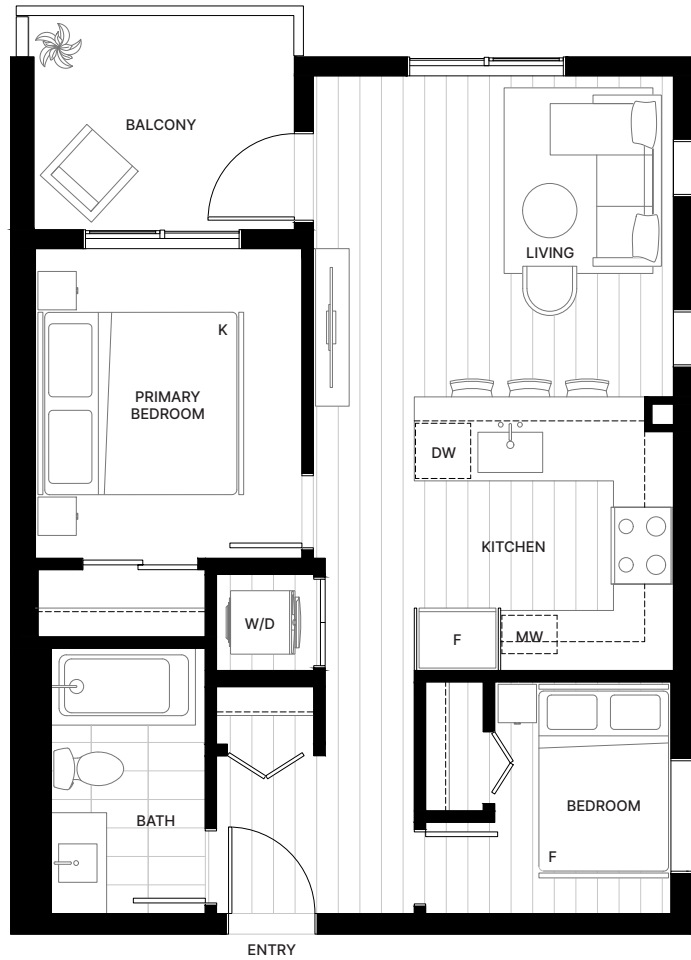 BALCONY
LIVING
K
PRIMARY
BEDROOM
DW
KITCHEN
W/D
F
MW
BATH
BEDROOM
F
ENTRY